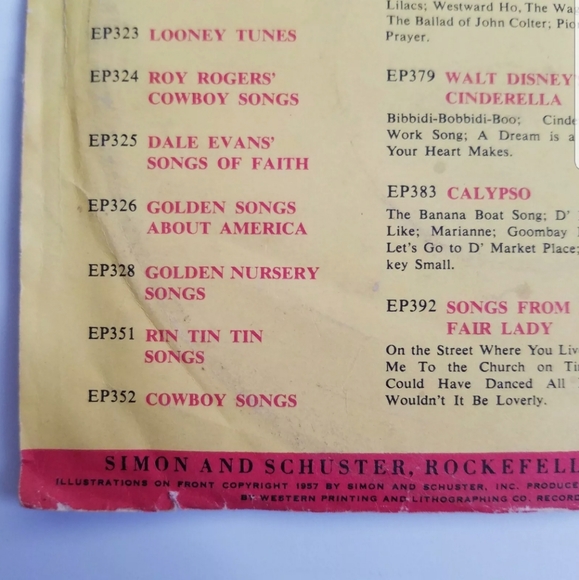 EP323 LOONEY TUNES
EP324 ROY ROGERS'
COWBOY SONGS
EP325 DALE EVANS'
SONGS OF FAITH
EP326 GOLDEN SONGS
ABOUT AMERICA
EP328 GOLDEN NURSERY
SONGS
EP351 RIN TIN TIN
SONGS
EP352 COWBOY SONGS
Lilacs; Westward Ho, The Wa
The Ballad of John Colter; Pio
Prayer.
EP379 WALT DISNEY'
CINDERELLA
Bibbidi-Bobbidi-Boo; Cinde
Work Song; A Dream is a
Your Heart Makes.
EP383 CALYPSO
The Banana Boat Song; D'
Like; Marianne; Goombay
Let's Go to D' Market Place;
key Small.
EP392 SONGS FROM
FAIR LADY
On the Street Where You Liv
Me To the Church on Ti
Could Have Danced All
Wouldn't It Be Loverly.
SIMON AND SCHUSTER, ROCKEFELL
ILLUSTRATIONS ON FRONT COPYRIGHT 1957 BY SIMON AND SCHUSTER, INC. PRODUCE
BY WESTERN PRINTING AND LITHOGRAPHING CO. RECORD